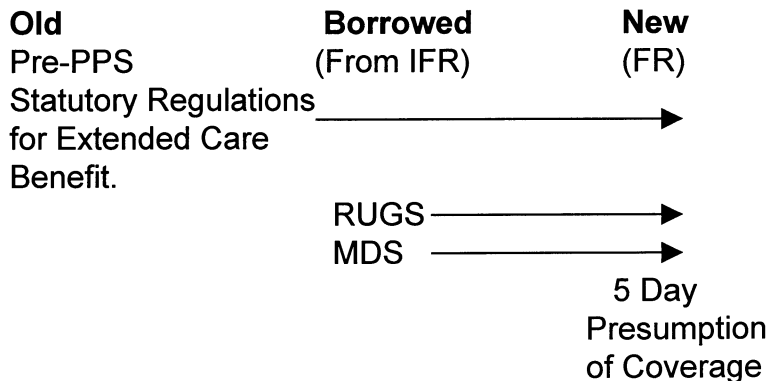 Old Borrowed New
Pre-PPS (From IFR) (FR)
Statutory Regulations
for Extended Care
Benefit.
RUGS
MDS
5 Day
Presumption
of Coverage